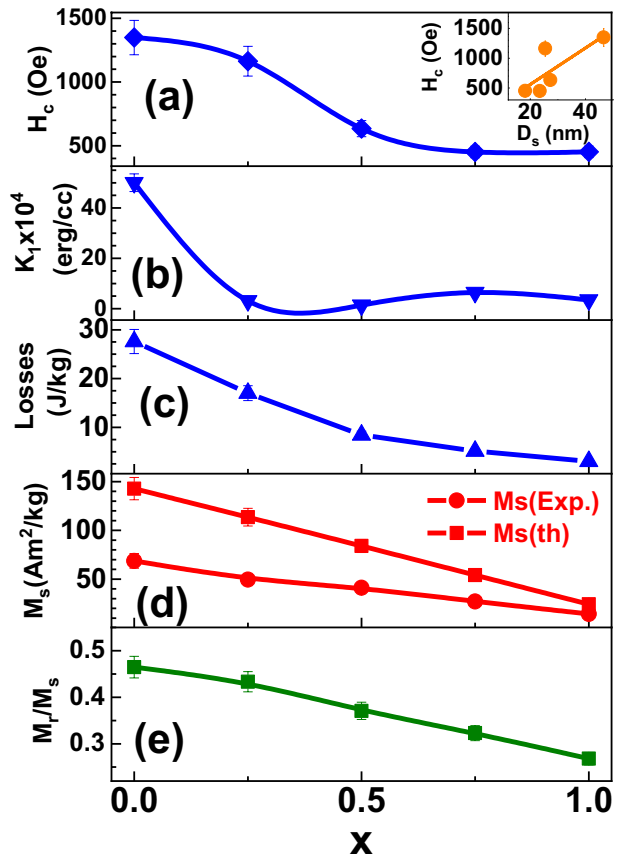 1500
1000
500
H_c (Oe)
(a)
1500
1000
500
H_c (Oe)
20 40
D_s (nm)
40
20
0
K_1x10^4
(erg/cc)
(b)
30
20
10
Losses
(J/kg)
(c)
150
100
50
M_s(Am^2/kg)
Ms(Exp.)
Ms(th)
(d)
0.5
0.4
0.3
M_r/M_s
(e)
0.0 0.5 1.0
x